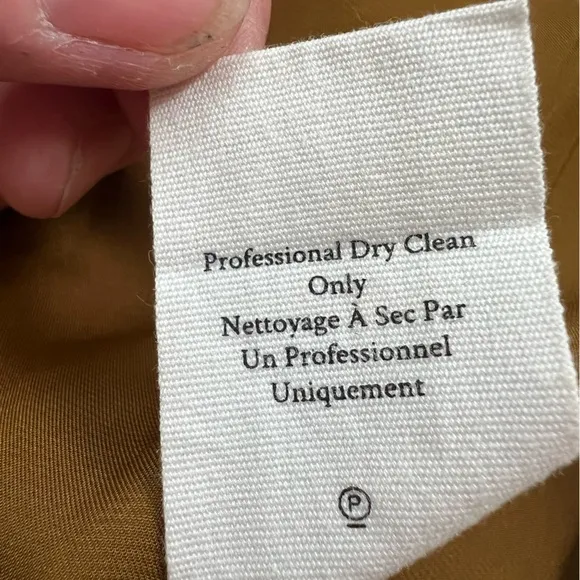 Professional Dry Clean
Only
Nettoyage À Sec Par
Un Professionnel
Uniquement
P